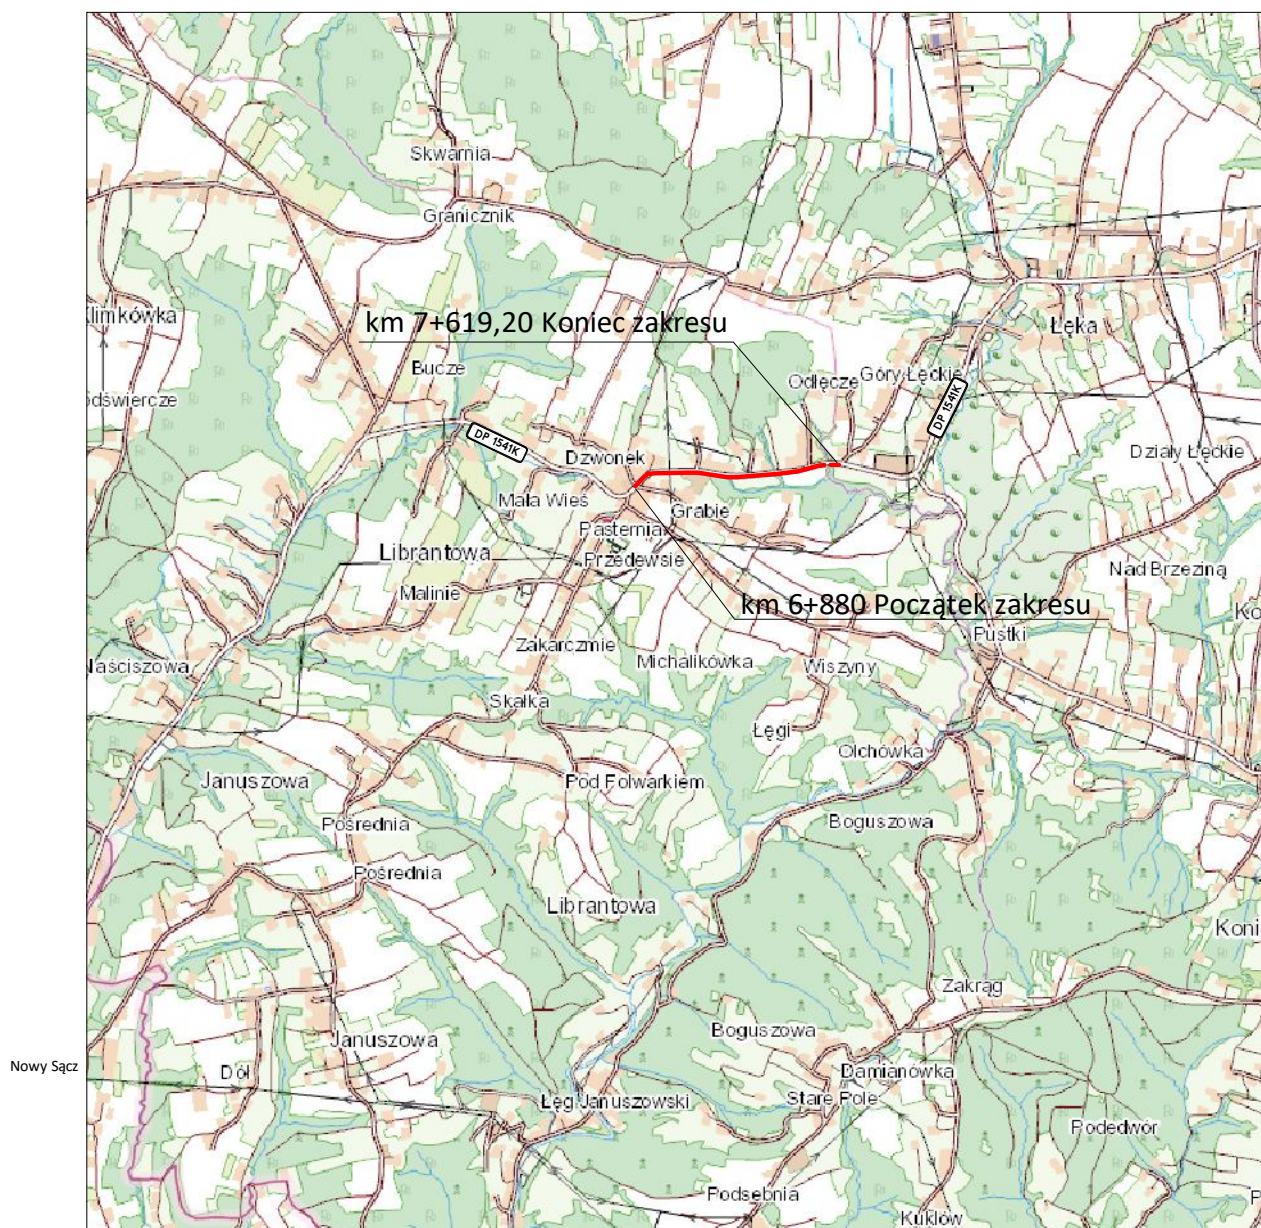 Skwarnia
Granicznik
Klimkówka
km 7+619,20 Koniec zakresu
Łęka
Bucze
Odłęcze
Góry Łęckie
DP 1541K
DP 1541K
Dzwonek
Działy Łęckie
Mała Wieś
Grabie
Librantowa
Przedewsie
Nad Brzeziną
Malinie
km 6+880 Początek zakresu
Zakarczmie
Michalikówka
Wiszyny
Pustki
Naściszowa
Skałka
Łęgi
Olchówka
Januszowa
Pod Folwarkiem
Pośrednia
Boguszowa
Pośrednia
Librantowa
Koni
Zakrąg
Januszowa
Boguszowa
Nowy Sącz
Dół
Damianówka
Łęg Januszowski
Stare Pole
Podedwór
Podsębnia
Kuklów